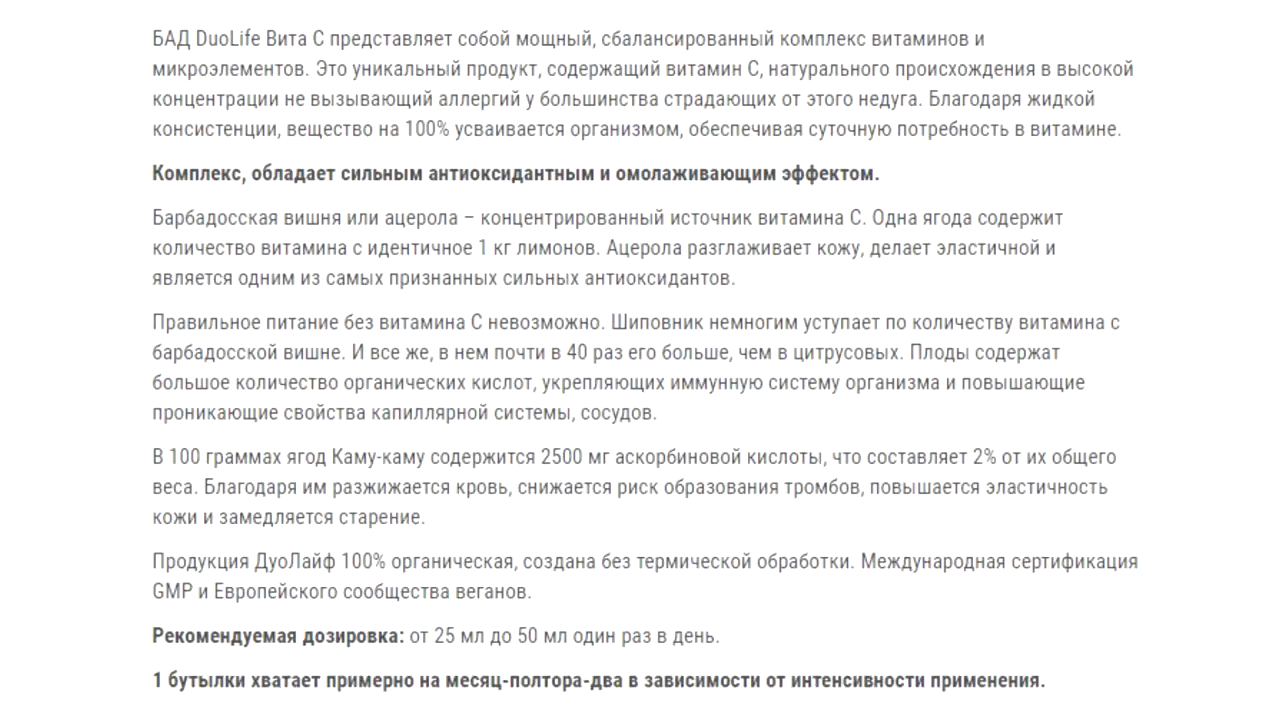 БАД DuoLife Вита С представляет собой мощный, сбалансированный комплекс витаминов и
микроэлементов. Это уникальный продукт, содержащий витамин С, натурального происхождения в высокой
концентрации не вызывающий аллергий у большинства страдающих от этого недуга. Благодаря жидкой
консистенции, вещество на 100% усваивается организмом, обеспечивая суточную потребность в витамине.
Комплекс, обладает сильным антиоксидантным и омолаживающим эффектом.
Барбадосская вишня или ацерола – концентрированный источник витамина С. Одна ягода содержит
количество витамина с идентичное 1 кг лимонов. Ацерола разглаживает кожу, делает эластичной и
является одним из самых признанных сильных антиоксидантов.
Правильное питание без витамина С невозможно. Шиповник немногим уступает по количеству витамина с
барбадосской вишне. И все же, в нем почти в 40 раз его больше, чем в цитрусовых. Плоды содержат
большое количество органических кислот, укрепляющих иммунную систему организма и повышающие
проникающие свойства капиллярной системы, сосудов.
В 100 граммах ягод Каму-каму содержится 2500 мг аскорбиновой кислоты, что составляет 2% от их общего
веса. Благодаря им разжижается кровь, снижается риск образования тромбов, повышается эластичность
кожи и замедляется старение.
Продукция ДуоЛайф 100% органическая, создана без термической обработки. Международная сертификация
GMP и Европейского сообщества веганов.
Рекомендуемая дозировка: от 25 мл до 50 мл один раз в день.
1 бутылки хватает примерно на месяц-полтора-два в зависимости от интенсивности применения.